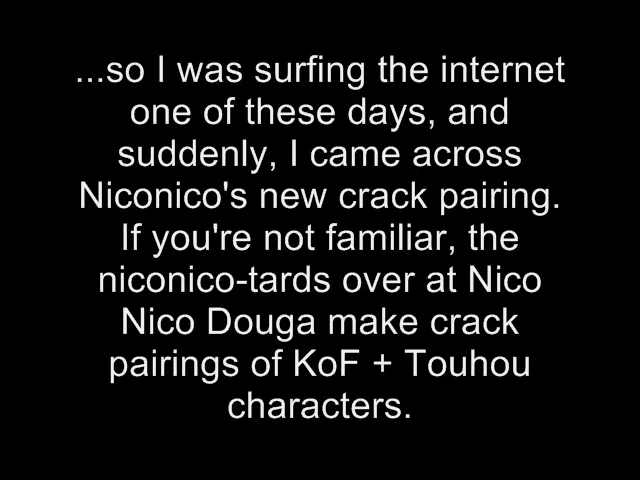 ...so I was surfing the internet
one of these days, and
suddenly, I came across
Niconico's new crack pairing.
If you're not familiar, the
niconico-tards over at Nico
Nico Douga make crack
pairings of KoF + Touhou
characters.